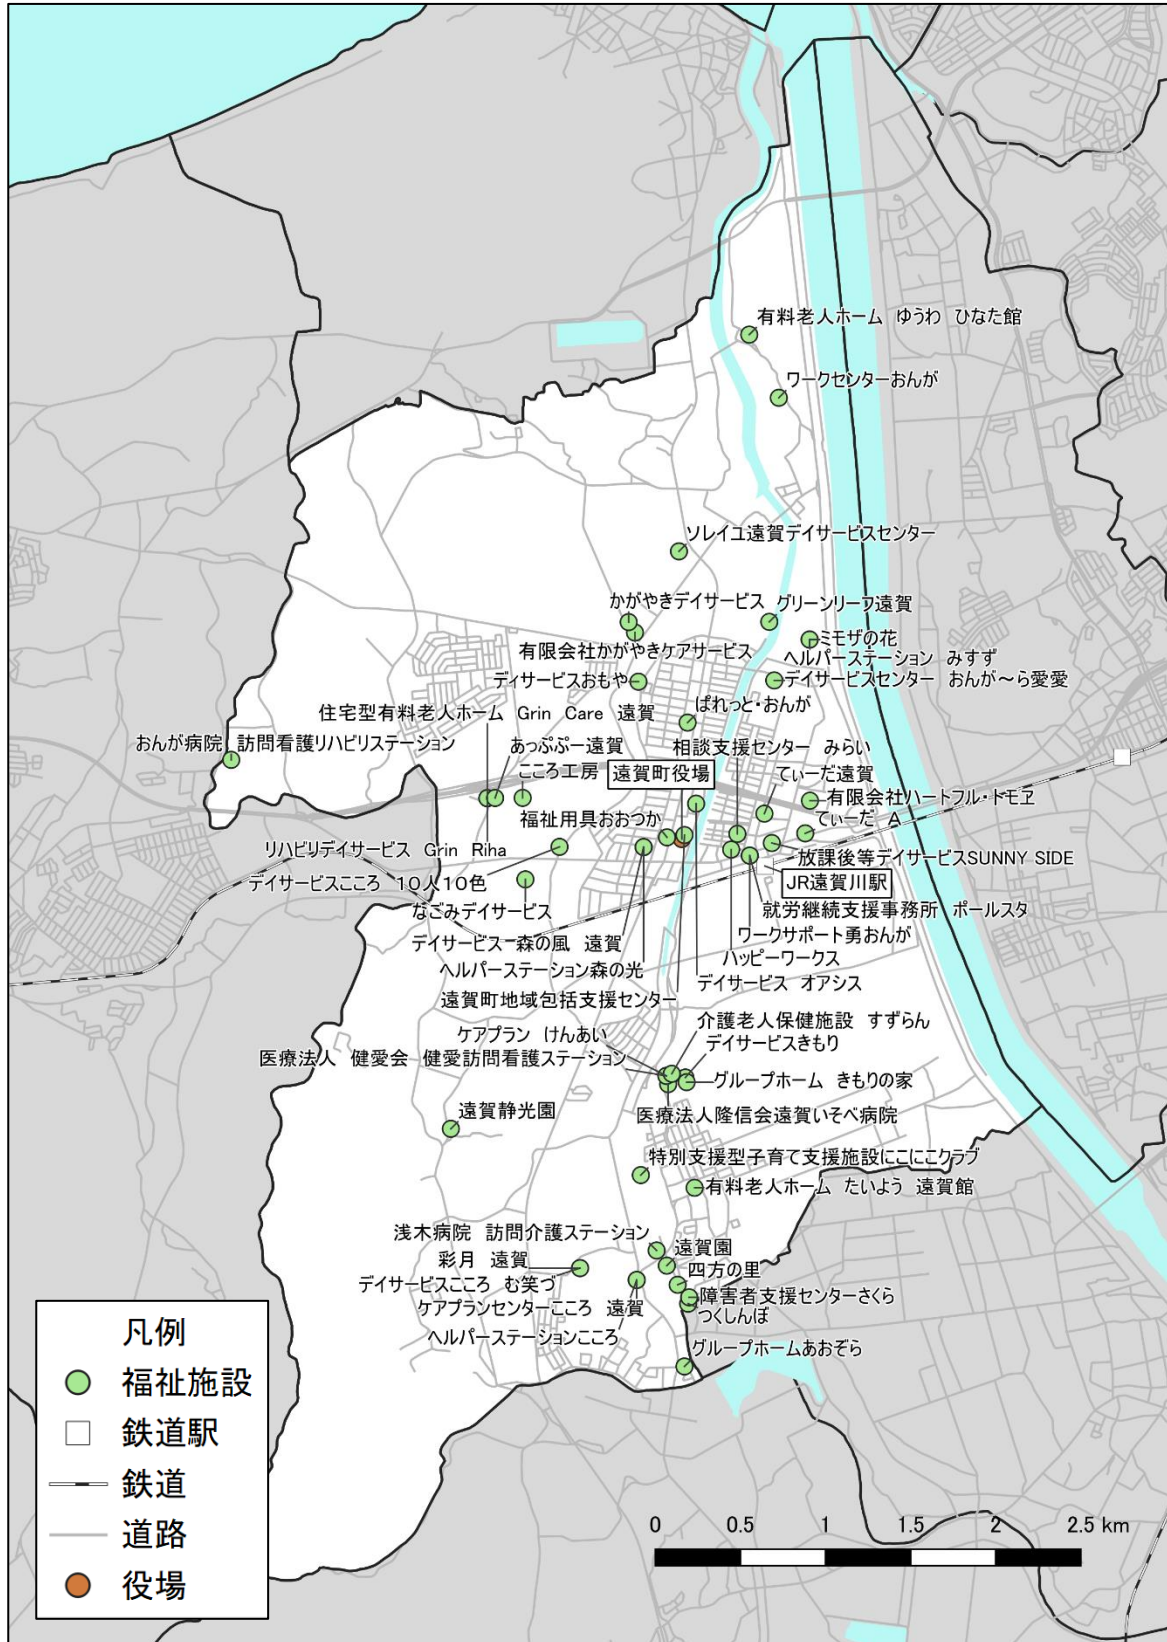 有料老人ホーム ゆうわ ひなた館
ワークセンターおんが
ソレイユ遠賀デイサービスセンター
かがやきデイサービス
グリーンリーフ遠賀
ミモザの花
有限会社かがやきケアサービス
ヘルパーステーション みすず
デイサービスおもや
デイサービスセンター おんが～ら愛愛
ぱれっと・おんが
住宅型有料老人ホーム Grin Care 遠賀
おんが病院 訪問看護リハビリステーション
あっぷぷー遠賀
相談支援センター みらい
こころ工房
遠賀町役場
てぃーだ遠賀
有限会社ハートフル・トモヱ
福祉用具おおつか
てぃーだ A
リハビリデイサービス Grin Riha
放課後等デイサービスSUNNY SIDE
デイサービスこころ 10人10色
JR遠賀川駅
なごみデイサービス
就労継続支援事務所 ポールスタ
デイサービス森の風 遠賀
ワークサポート勇おんが
ヘルパーステーション森の光
ハッピーワークス
デイサービス オアシス
遠賀町地域包括支援センター
介護老人保健施設 すずらん
ケアプラン けんあい
デイサービスきもり
医療法人 健愛会 健愛訪問看護ステーション
グループホーム きもりの家
遠賀静光園
医療法人隆信会遠賀いそべ病院
特別支援型子育て支援施設にこにこクラブ
有料老人ホーム たいよう 遠賀館
浅木病院 訪問介護ステーション
遠賀園
彩月 遠賀
四方の里
デイサービスこころ む笑づ
障害者支援センターさくら
ケアプランセンターこころ 遠賀
つくしんぼ
ヘルパーステーションこころ
グループホームあおぞら
凡例
福祉施設
鉄道駅
鉄道
道路
役場
0 0.5 1 1.5 2 2.5 km